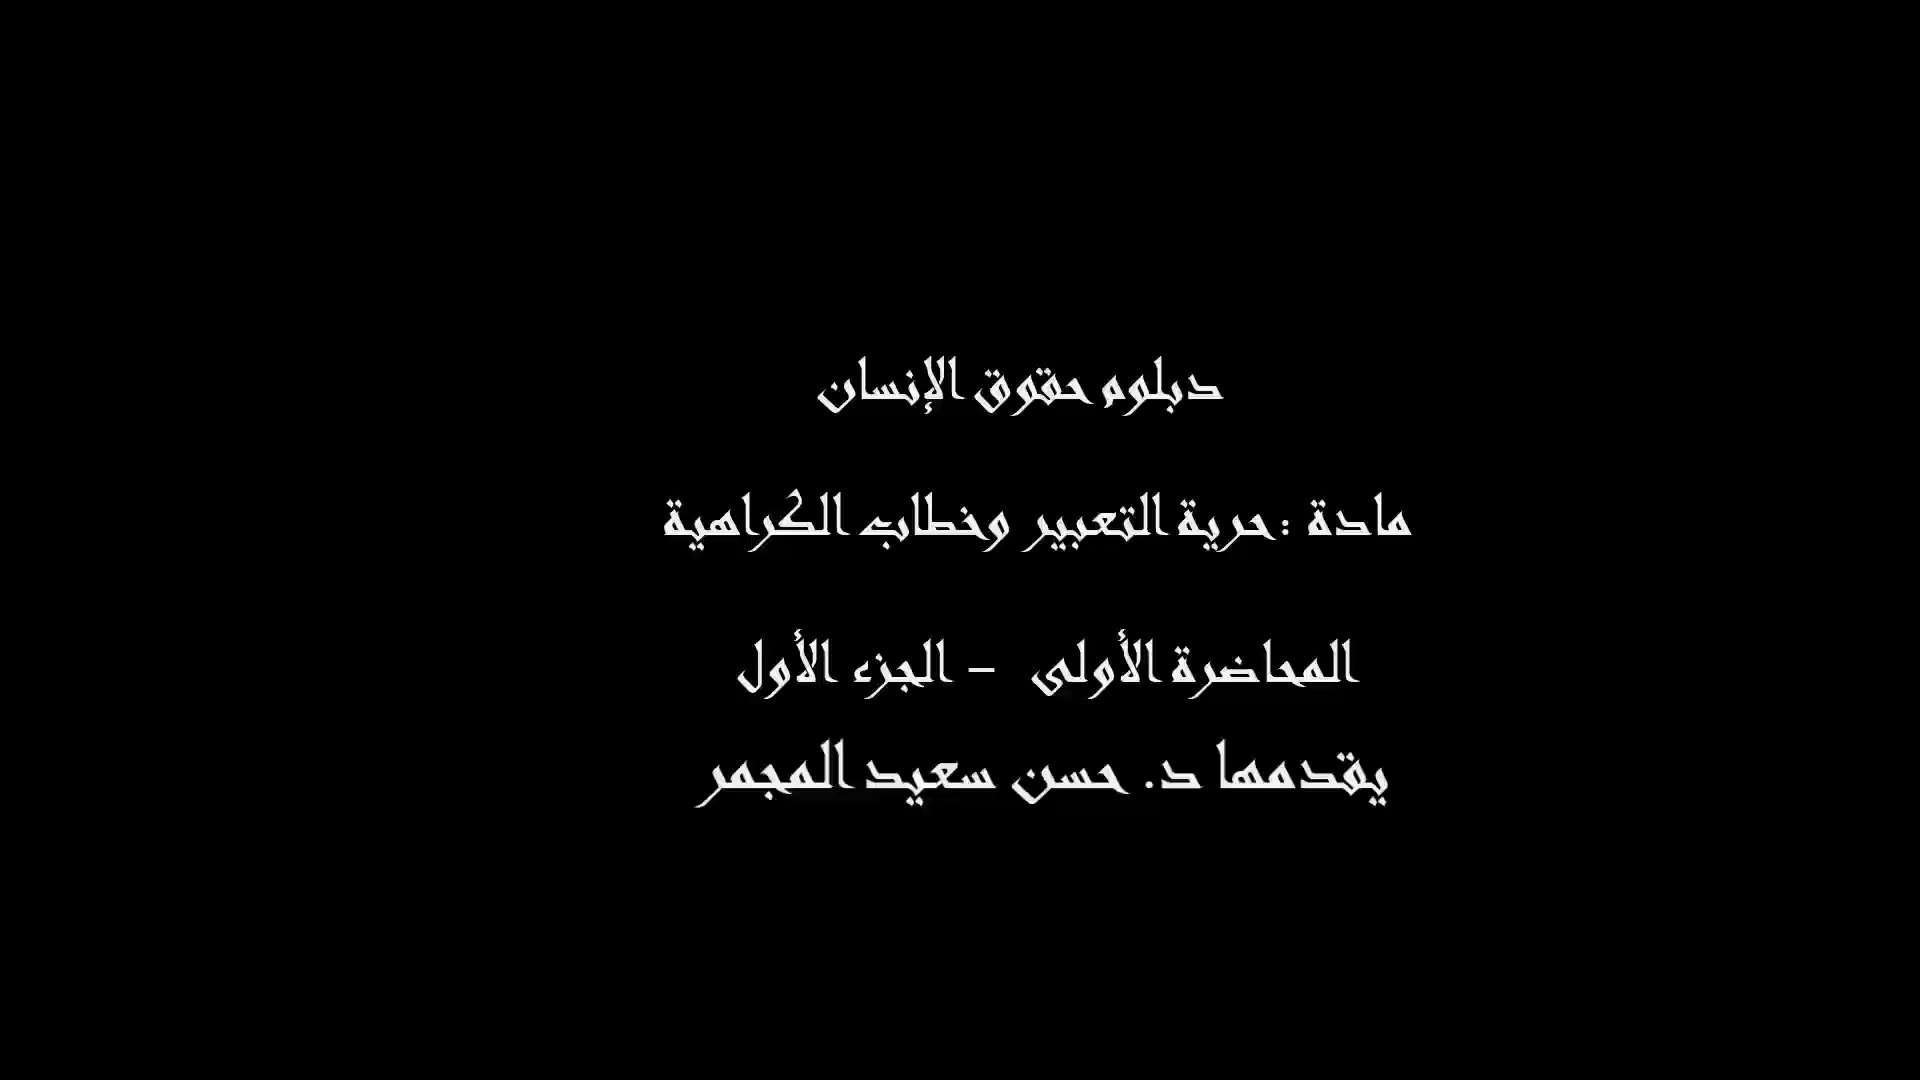 دبلوم حقوق الإنسان
مادة :حرية التعبير وخطاب الكراهية
المحاضرة الأولى - الجزء الأول
يقدمها د. حسن سعيد المجمر